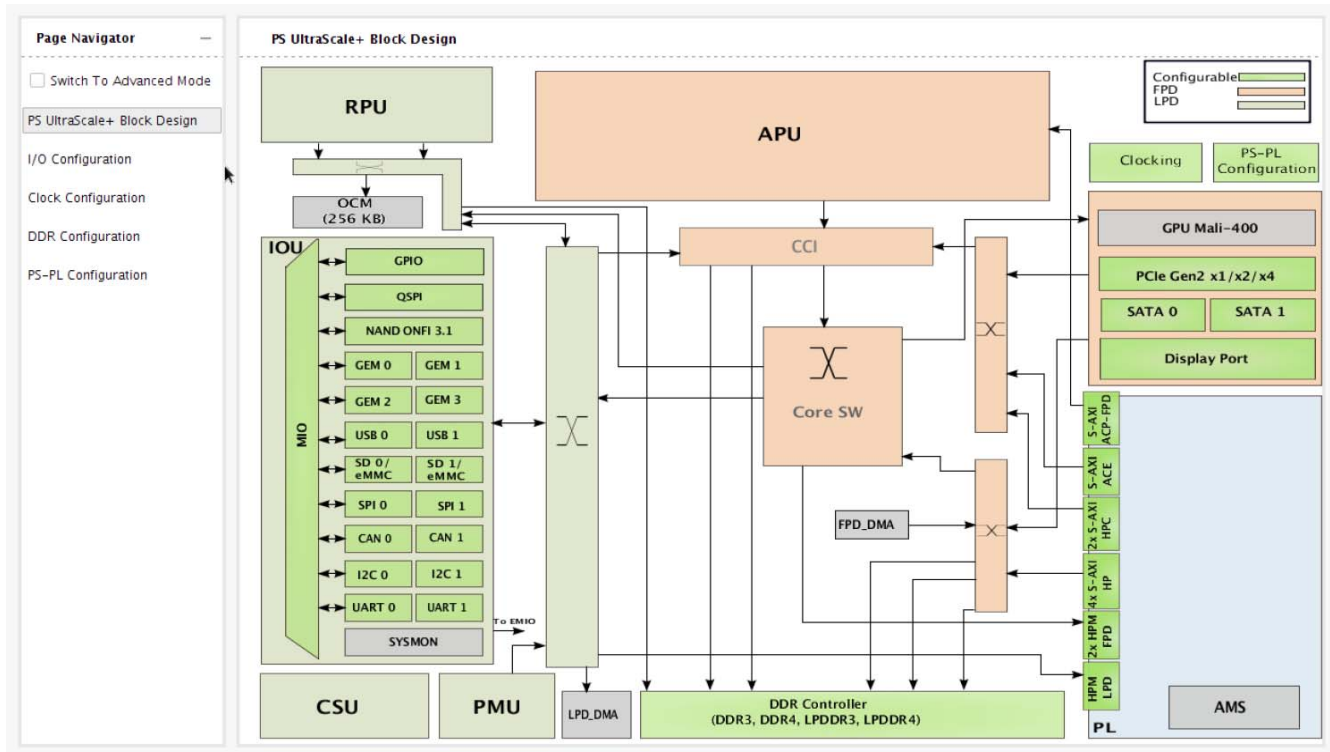 Page Navigator
Switch To Advanced Mode
PS UltraScale+ Block Design
I/O Configuration
Clock Configuration
DDR Configuration
PS-PL Configuration
PS UltraScale+ Block Design
Configurable
FPD
LPD
RPU
APU
Clocking
PS-PL
Configuration
OCM
(256 KB)
IOU
CCI
GPU Mali-400
PCIe Gen2 x1/x2/x4
SATA 0
SATA 1
Display Port
MIO
GPIO
QSPI
NAND ONFI 3.1
GEM 0
GEM 1
GEM 2
GEM 3
USB 0
USB 1
SD 0/
eMMC
SD 1/
eMMC
SPI 0
SPI 1
CAN 0
CAN 1
I2C 0
I2C 1
UART 0
UART 1
SYSMON
To EMIO
Core SW
FPD_DMA
S-AXI
ACP-FPD
S-AXI
ACE
2x S-AXI
HPC
4x S-AXI
HP
2x HPM
FPD
HPM
LPD
CSU
PMU
LPD_DMA
DDR Controller
(DDR3, DDR4, LPDDR3, LPDDR4)
AMS
PL